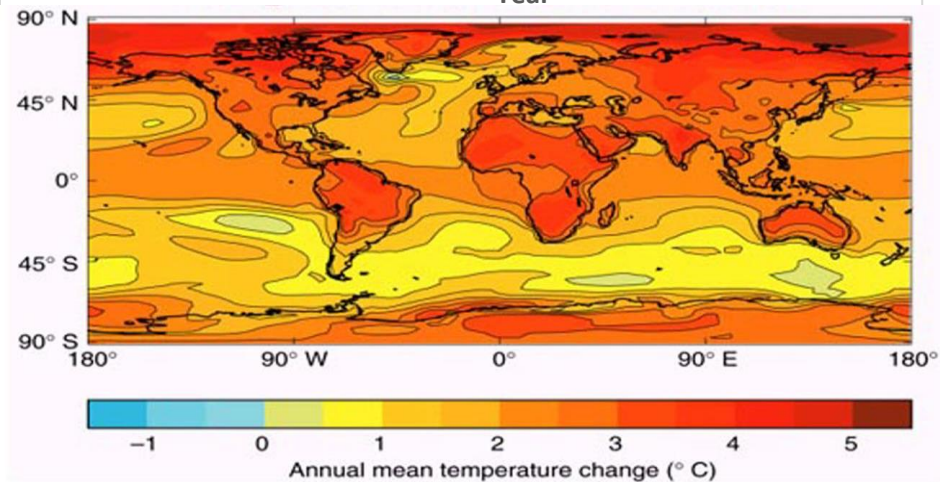 Year
90° N
45° N
0°
45° S
90° S
180° 90° W 0° 90° E 180°
−1 0 1 2 3 4 5
Annual mean temperature change (° C)